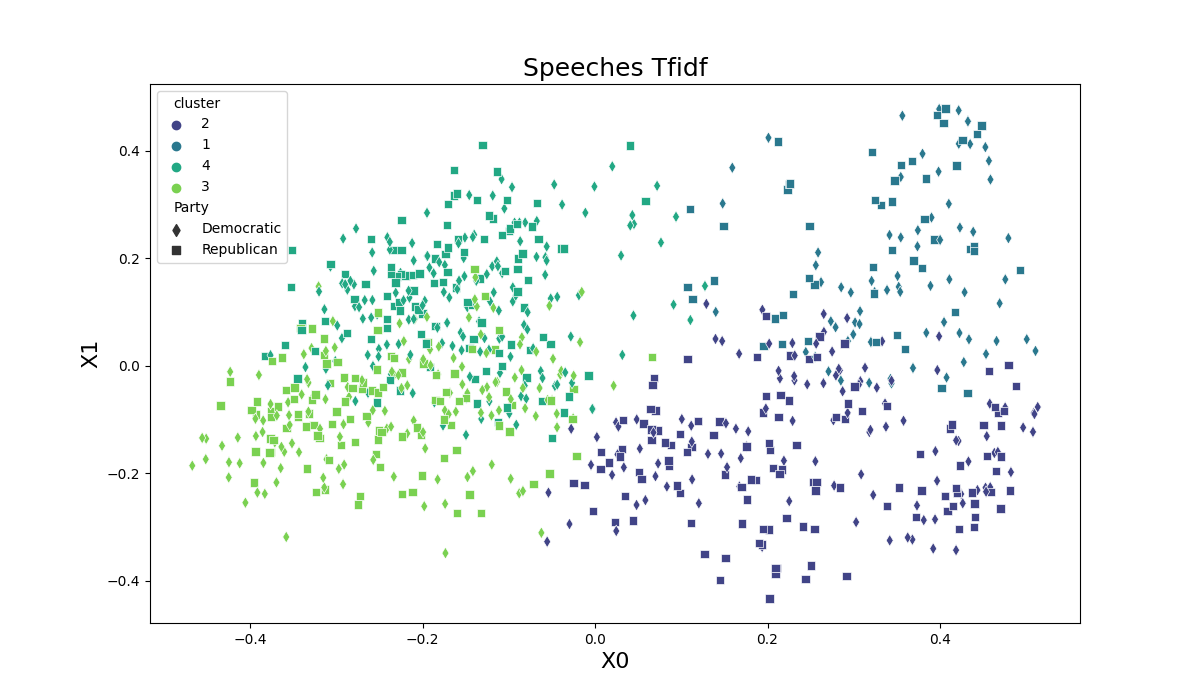 Speeches Tfidf
cluster
2
1
4
3
Party
Democratic
Republican
X1
0.4
0.2
0.0
−0.2
−0.4
−0.4
−0.2
0.0
0.2
0.4
X0